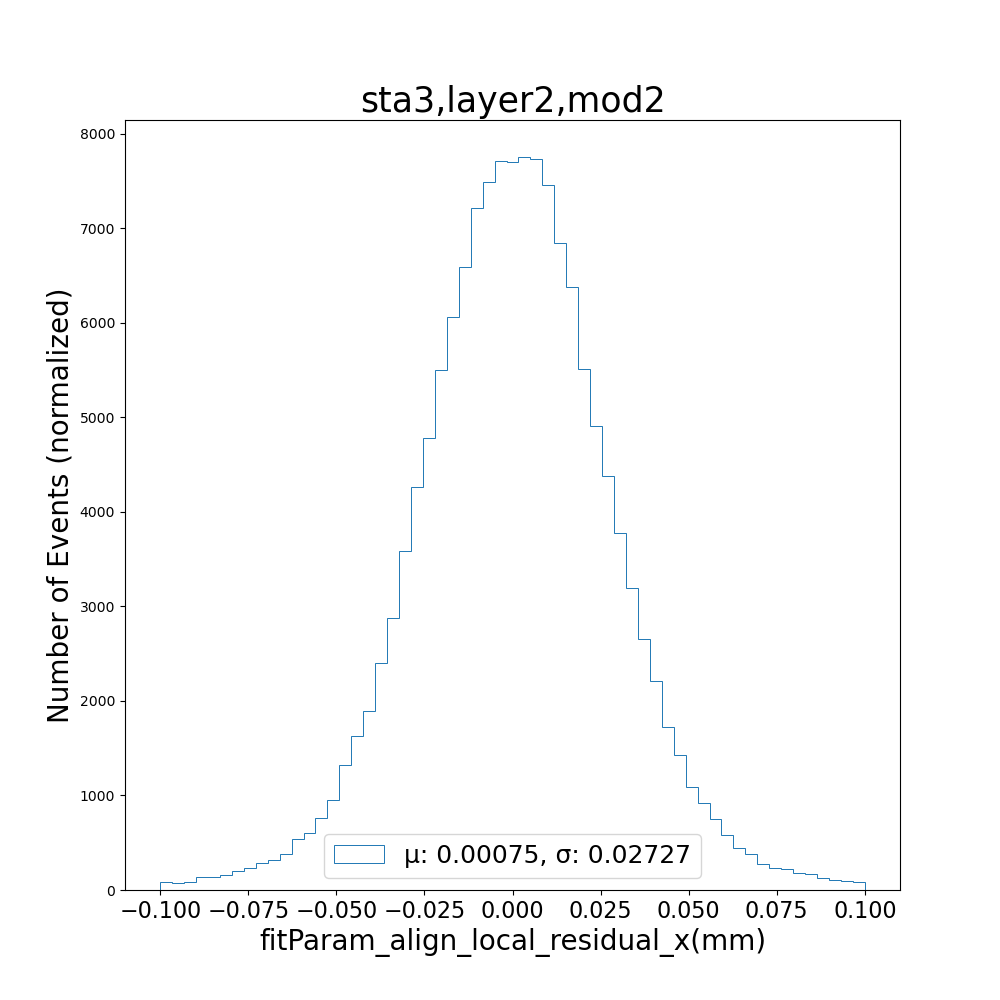 sta3,layer2,mod2
8000
7000
6000
5000
4000
3000
2000
1000
0
Number of Events (normalized)
μ: 0.00075, σ: 0.02727
−0.100 −0.075 −0.050 −0.025 0.000 0.025 0.050 0.075 0.100
fitParam_align_local_residual_x(mm)